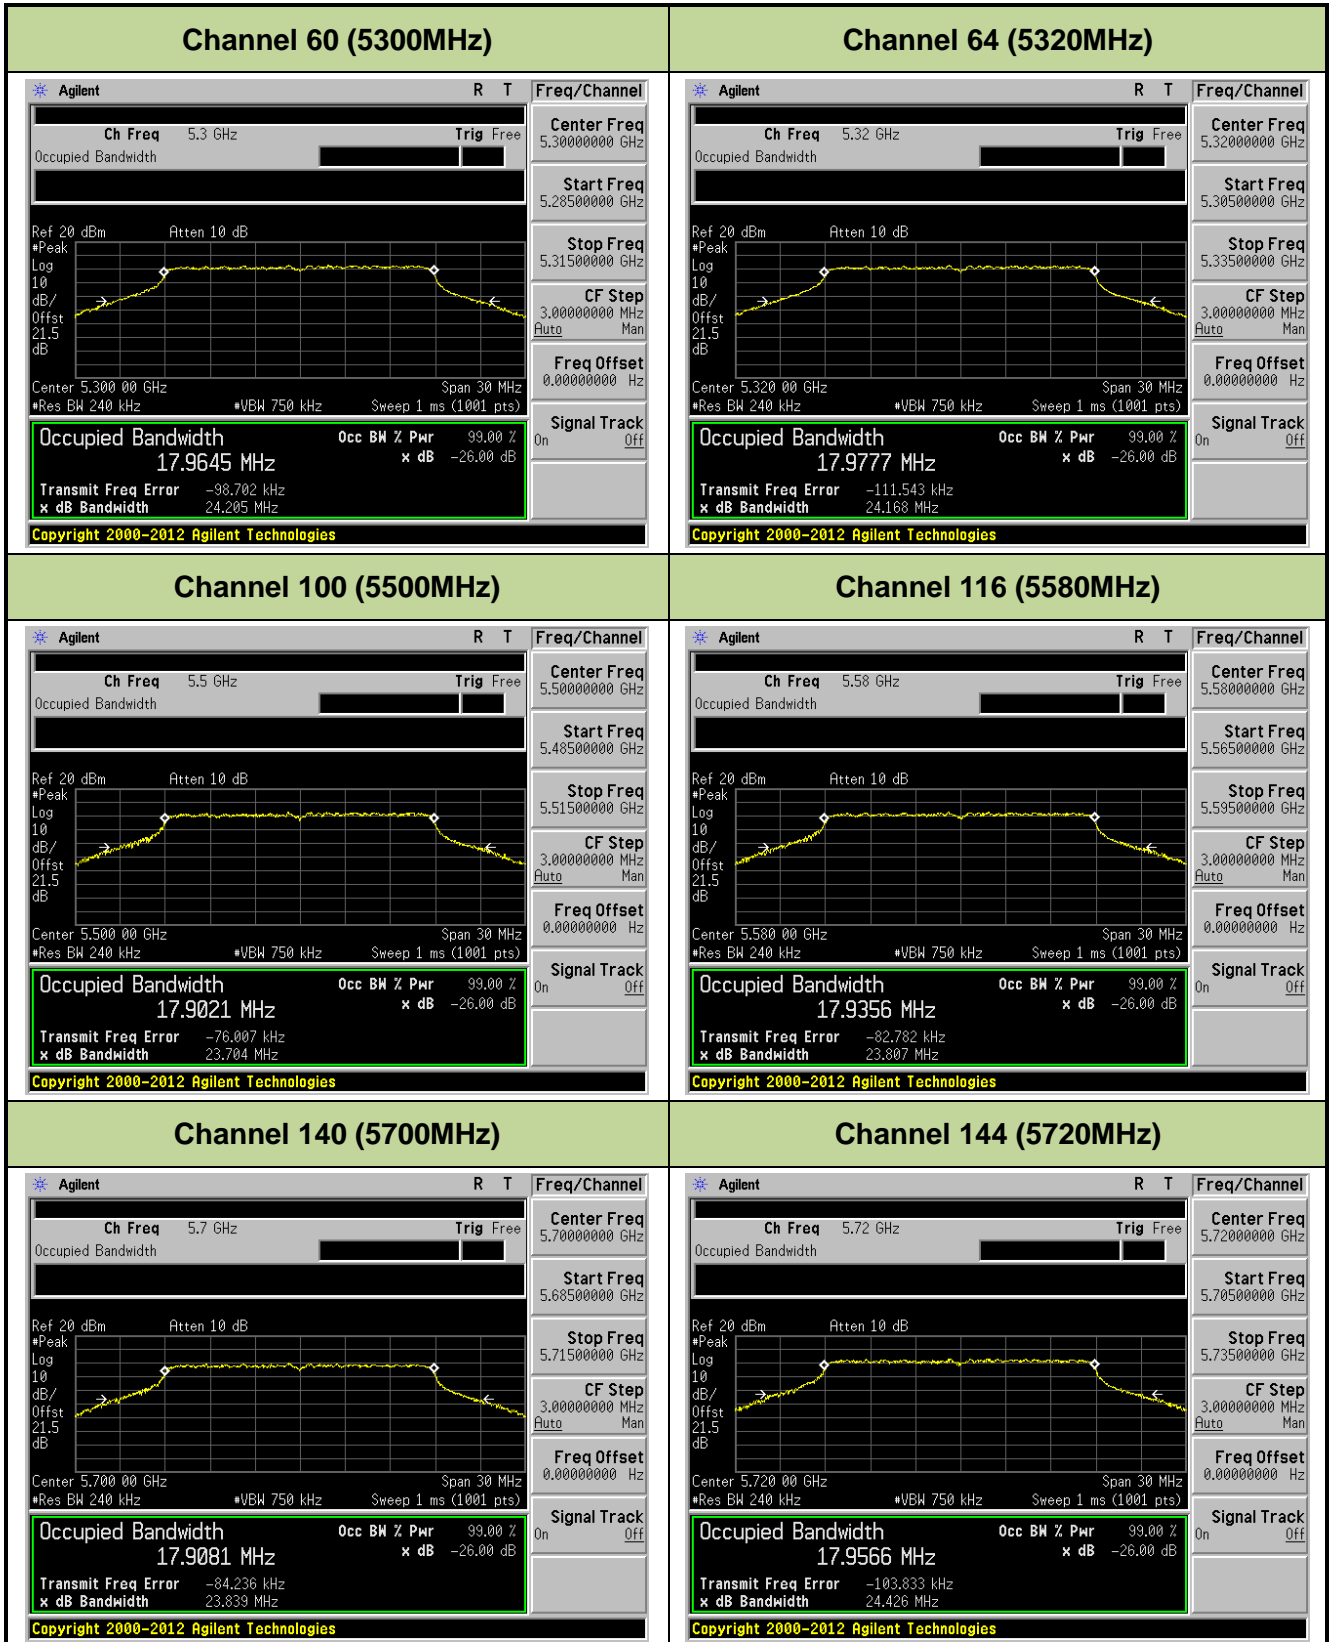 Channel 60 (5300MHz)
Agilent R T Freq/Channel
Ch Freq 5.3 GHz Trig Free
Occupied Bandwidth
Center Freq
5.30000000 GHz
Start Freq
5.28500000 GHz
Stop Freq
5.31500000 GHz
CF Step
3.00000000 MHz
Auto Man
Freq Offset
0.00000000 Hz
Signal Track
On Off
Ref 20 dBm Atten 10 dB
#Peak
Log
10
dB/
Offst
21.5
dB
Center 5.300 00 GHz Span 30 MHz
#Res BW 240 kHz #VBW 750 kHz Sweep 1 ms (1001 pts)
Occupied Bandwidth Occ BW % Pwr 99.00 %
17.9645 MHz x dB -26.00 dB
Transmit Freq Error -98.702 kHz
x dB Bandwidth 24.205 MHz
Copyright 2000-2012 Agilent Technologies
Channel 64 (5320MHz)
Agilent R T Freq/Channel
Ch Freq 5.32 GHz Trig Free
Occupied Bandwidth
Center Freq
5.32000000 GHz
Start Freq
5.30500000 GHz
Stop Freq
5.33500000 GHz
CF Step
3.00000000 MHz
Auto Man
Freq Offset
0.00000000 Hz
Signal Track
On Off
Ref 20 dBm Atten 10 dB
#Peak
Log
10
dB/
Offst
21.5
dB
Center 5.320 00 GHz Span 30 MHz
#Res BW 240 kHz #VBW 750 kHz Sweep 1 ms (1001 pts)
Occupied Bandwidth Occ BW % Pwr 99.00 %
17.9777 MHz x dB -26.00 dB
Transmit Freq Error -111.543 kHz
x dB Bandwidth 24.168 MHz
Copyright 2000-2012 Agilent Technologies
Channel 100 (5500MHz)
Agilent R T Freq/Channel
Ch Freq 5.5 GHz Trig Free
Occupied Bandwidth
Center Freq
5.50000000 GHz
Start Freq
5.48500000 GHz
Stop Freq
5.51500000 GHz
CF Step
3.00000000 MHz
Auto Man
Freq Offset
0.00000000 Hz
Signal Track
On Off
Ref 20 dBm Atten 10 dB
#Peak
Log
10
dB/
Offst
21.5
dB
Center 5.500 00 GHz Span 30 MHz
#Res BW 240 kHz #VBW 750 kHz Sweep 1 ms (1001 pts)
Occupied Bandwidth Occ BW % Pwr 99.00 %
17.9021 MHz x dB -26.00 dB
Transmit Freq Error -76.007 kHz
x dB Bandwidth 23.704 MHz
Copyright 2000-2012 Agilent Technologies
Channel 116 (5580MHz)
Agilent R T Freq/Channel
Ch Freq 5.58 GHz Trig Free
Occupied Bandwidth
Center Freq
5.58000000 GHz
Start Freq
5.56500000 GHz
Stop Freq
5.59500000 GHz
CF Step
3.00000000 MHz
Auto Man
Freq Offset
0.00000000 Hz
Signal Track
On Off
Ref 20 dBm Atten 10 dB
#Peak
Log
10
dB/
Offst
21.5
dB
Center 5.580 00 GHz Span 30 MHz
#Res BW 240 kHz #VBW 750 kHz Sweep 1 ms (1001 pts)
Occupied Bandwidth Occ BW % Pwr 99.00 %
17.9356 MHz x dB -26.00 dB
Transmit Freq Error -82.782 kHz
x dB Bandwidth 23.807 MHz
Copyright 2000-2012 Agilent Technologies
Channel 140 (5700MHz)
Agilent R T Freq/Channel
Ch Freq 5.7 GHz Trig Free
Occupied Bandwidth
Center Freq
5.70000000 GHz
Start Freq
5.68500000 GHz
Stop Freq
5.71500000 GHz
CF Step
3.00000000 MHz
Auto Man
Freq Offset
0.00000000 Hz
Signal Track
On Off
Ref 20 dBm Atten 10 dB
#Peak
Log
10
dB/
Offst
21.5
dB
Center 5.700 00 GHz Span 30 MHz
#Res BW 240 kHz #VBW 750 kHz Sweep 1 ms (1001 pts)
Occupied Bandwidth Occ BW % Pwr 99.00 %
17.9081 MHz x dB -26.00 dB
Transmit Freq Error -84.236 kHz
x dB Bandwidth 23.839 MHz
Copyright 2000-2012 Agilent Technologies
Channel 144 (5720MHz)
Agilent R T Freq/Channel
Ch Freq 5.72 GHz Trig Free
Occupied Bandwidth
Center Freq
5.72000000 GHz
Start Freq
5.70500000 GHz
Stop Freq
5.73500000 GHz
CF Step
3.00000000 MHz
Auto Man
Freq Offset
0.00000000 Hz
Signal Track
On Off
Ref 20 dBm Atten 10 dB
#Peak
Log
10
dB/
Offst
21.5
dB
Center 5.720 00 GHz Span 30 MHz
#Res BW 240 kHz #VBW 750 kHz Sweep 1 ms (1001 pts)
Occupied Bandwidth Occ BW % Pwr 99.00 %
17.9566 MHz x dB -26.00 dB
Transmit Freq Error -103.833 kHz
x dB Bandwidth 24.426 MHz
Copyright 2000-2012 Agilent Technologies